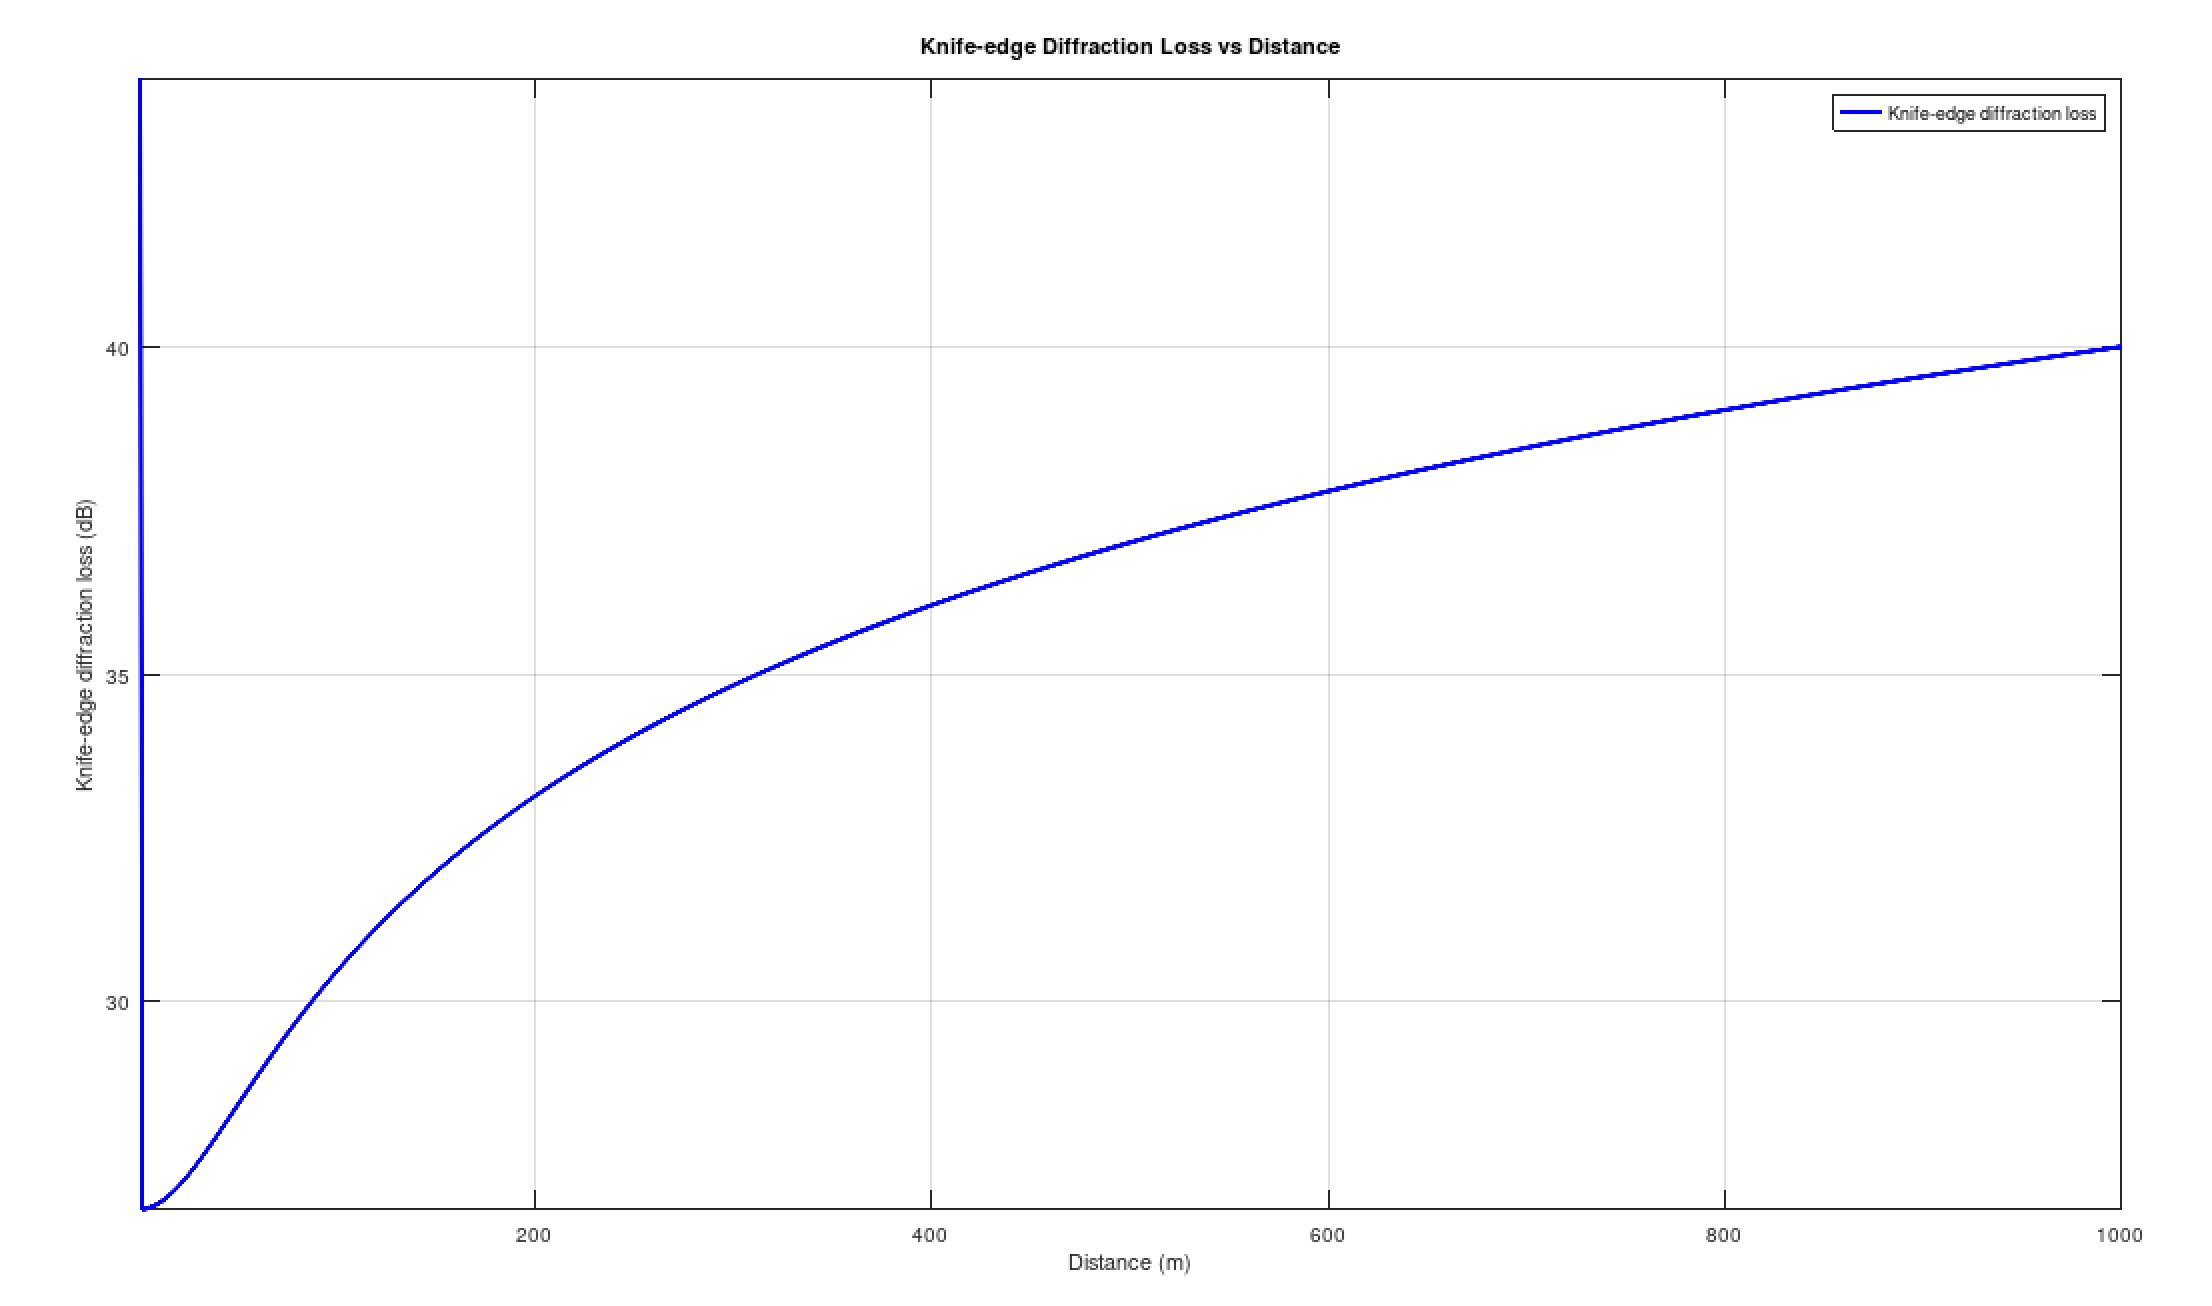 Knife-edge Diffraction Loss vs Distance
Knife-edge diffraction loss
Knife-edge diffraction loss (dB)
40
35
30
200
400
600
800
1000
Distance (m)